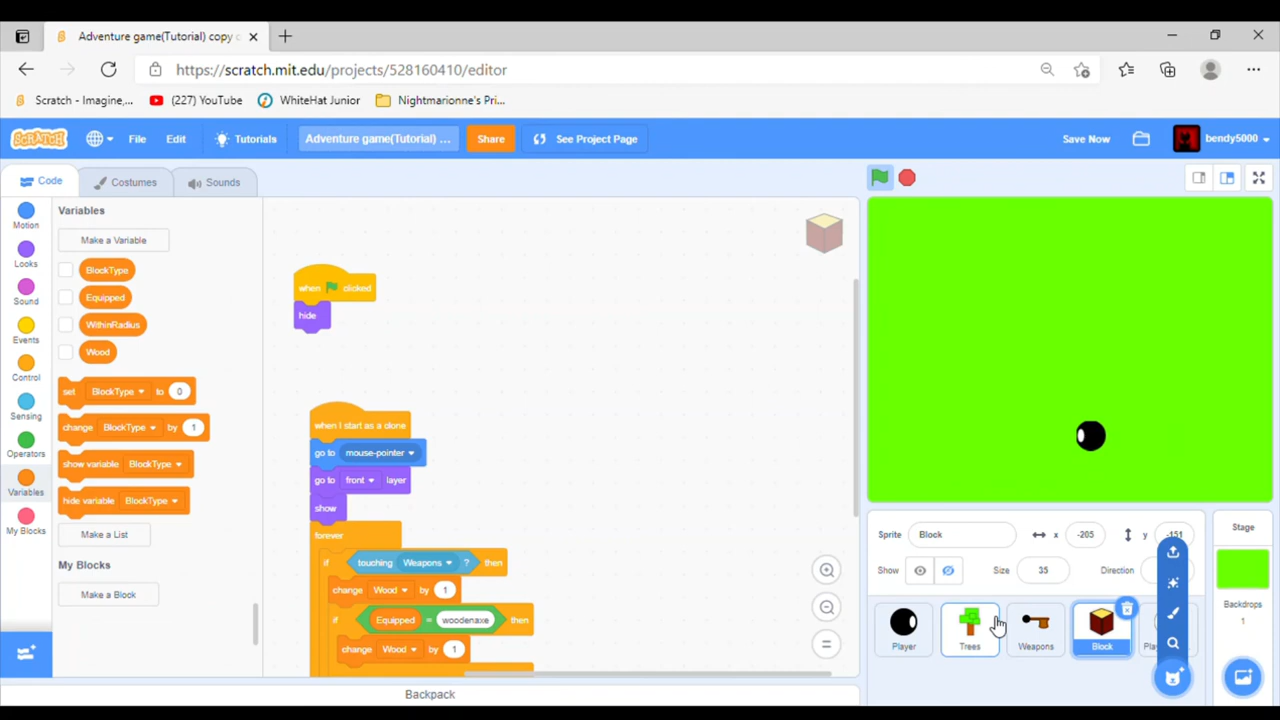 Adventure game(Tutorial) copy
https://scratch.mit.edu/projects/528160410/editor
Scratch - Imagine,... (227) YouTube WhiteHat Junior Nightmarionne's Pri...
SCRATCH File Edit Tutorials Adventure game(Tutorial) ... Share See Project Page Save Now bendy5000
Code Costumes Sounds
Motion
Looks
Sound
Events
Control
Sensing
Operators
Variables
My Blocks
Variables
Make a Variable
BlockType
Equipped
WithinRadius
Wood
set BlockType to 0
change BlockType by 1
show variable BlockType
hide variable BlockType
Make a List
My Blocks
Make a Block
when clicked
hide
when I start as a clone
go to mouse-pointer
go to front layer
show
forever
if touching Weapons ? then
change Wood by 1
if Equipped = woodenaxe then
change Wood by 1
Backpack
Sprite Block x -205 y -151
Show Size 35 Direction
Player Trees Weapons Block
Stage
Backdrops
1